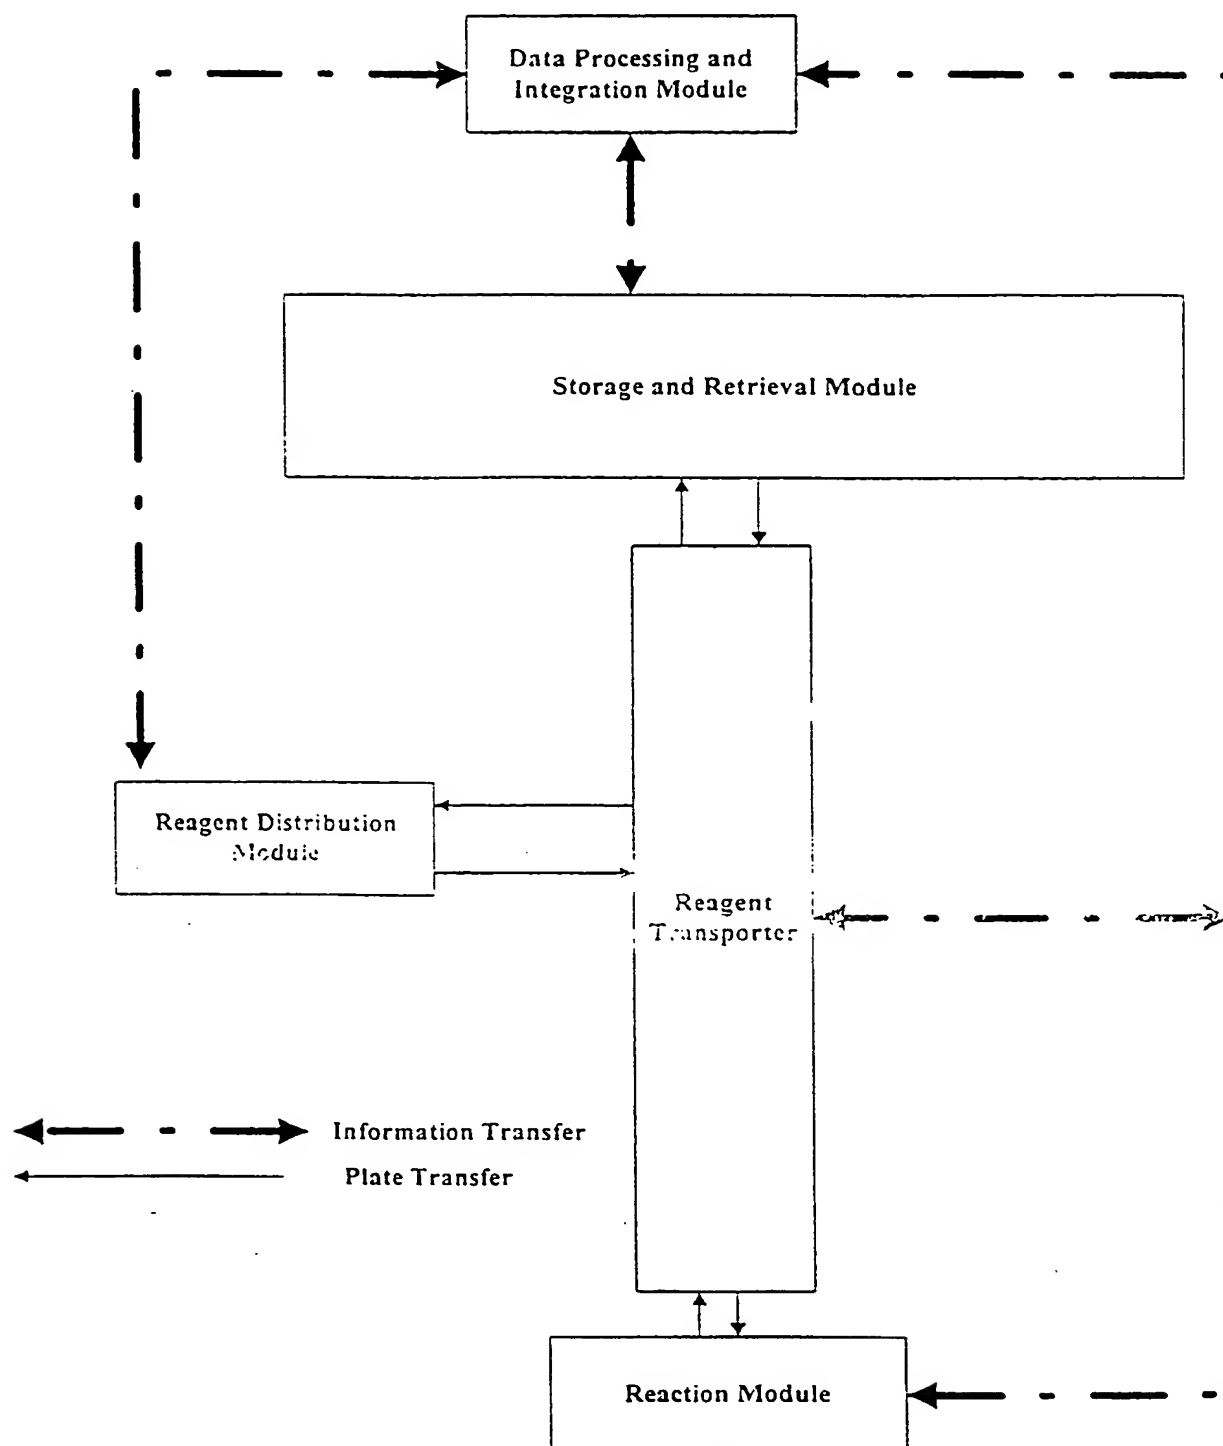 Data Processing and
Integration Module
Storage and Retrieval Module
Reagent Distribution
Module
Reagent
Transporter
Information Transfer
Plate Transfer
Reaction Module